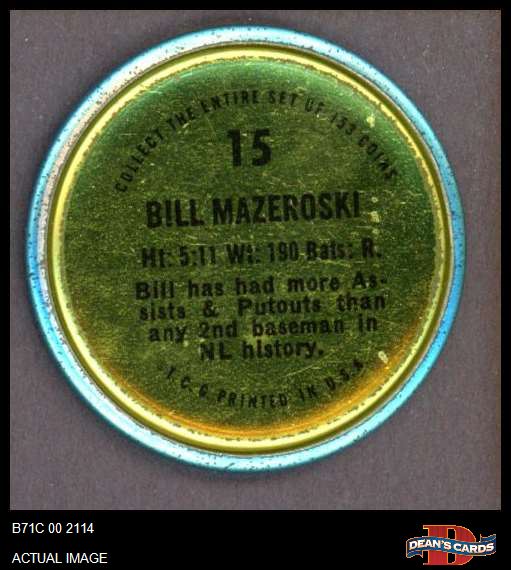 COLLECT THE ENTIRE SET OF 153 COINS
15
BILL MAZEROSKI
Ht: 5:11 Wt: 190 Bats: R.
Bill has had more As-
sists & Putouts than
any 2nd baseman in
NL history.
T.C.G PRINTED IN U.S.A.
B71C 00 2114
ACTUAL IMAGE
D
DEAN'S CARDS